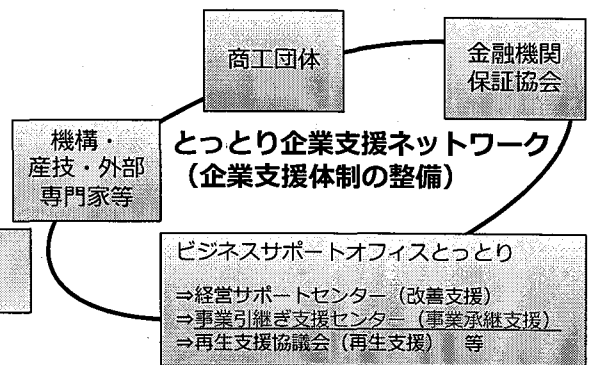 商工団体
金融機関
保証協会
機構・
産技・外部
専門家等
とっとり企業支援ネットワーク
（企業支援体制の整備）
ビジネスサポートオフィスとっとり
⇒経営サポートセンター（改善支援）
⇒事業引継ぎ支援センター（事業承継支援）
⇒再生支援協議会（再生支援）　等